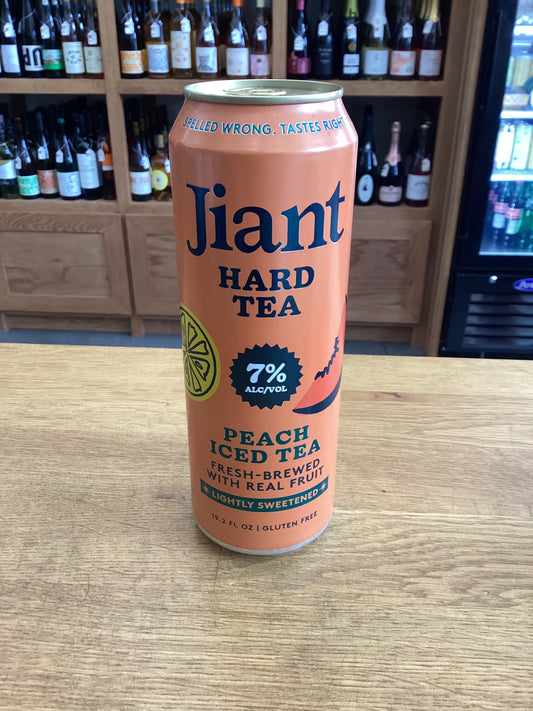 SPELLED WRONG. TASTES RIGHT
Jiant
HARD
TEA
7%
ALC/VOL
PEACH
ICED TEA
FRESH-BREWED
WITH REAL FRUIT
LIGHTLY SWEETENED
19.2 FL OZ | GLUTEN FREE